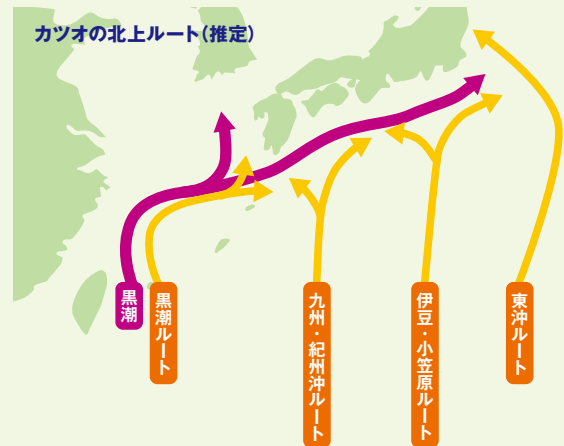 カツオの北上ルート(推定)
黒潮
黒潮ルート
九州・紀州沖ルート
伊豆・小笠原ルート
東沖ルート